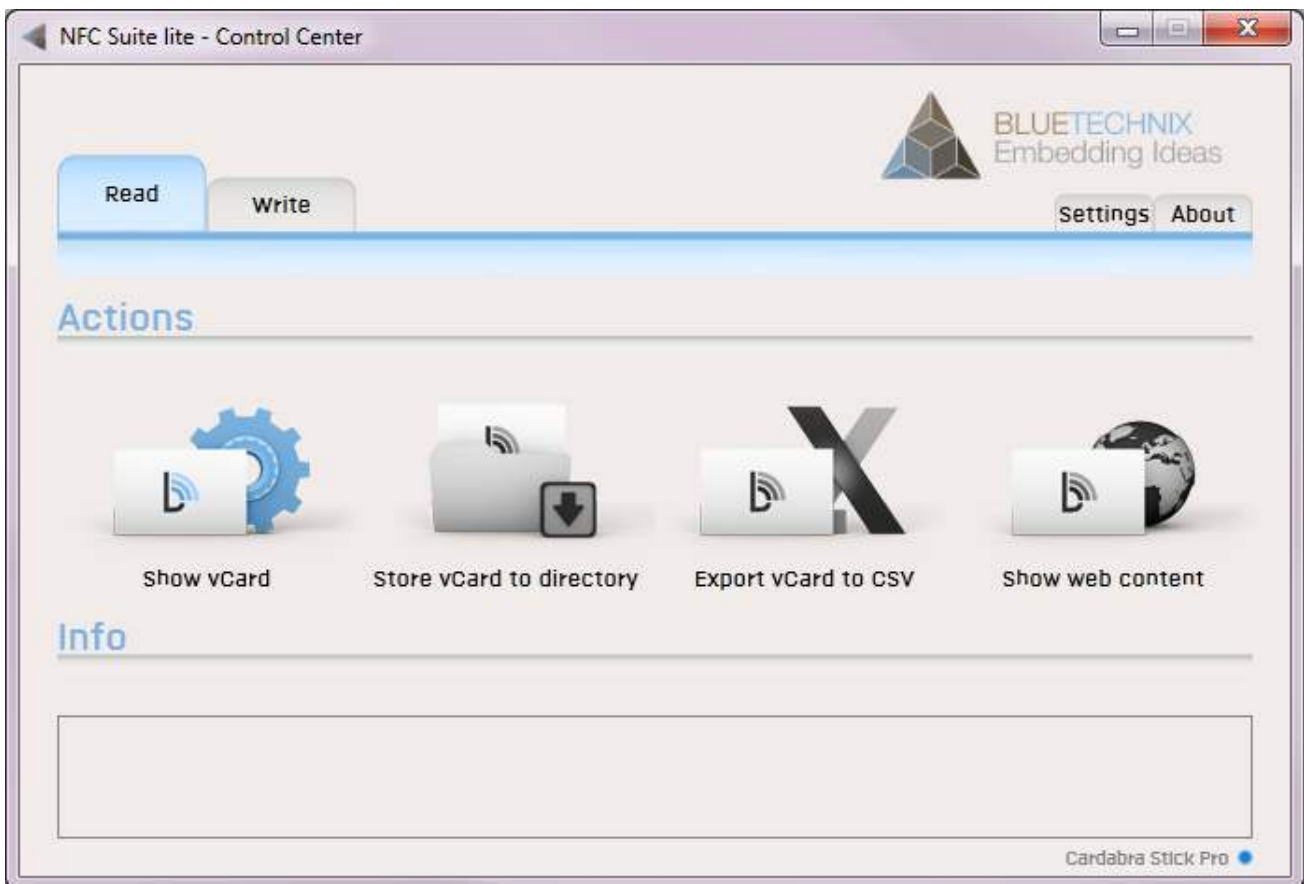 NFC Suite lite - Control Center
BLUETECHNIX
Embedding Ideas
Read
Write
Settings
About
Actions
Show vCard
Store vCard to directory
Export vCard to CSV
Show web content
Info
Cardabra Stick Pro